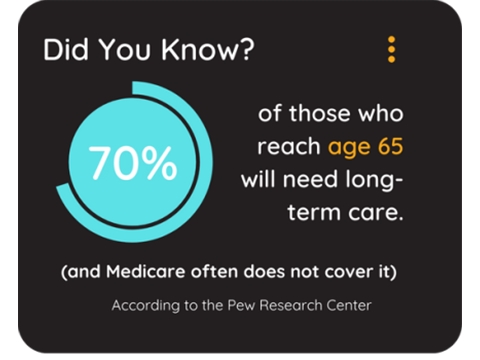 Did You Know?
70%
of those who
reach age 65
will need long-
term care.
(and Medicare often does not cover it)
According to the Pew Research Center